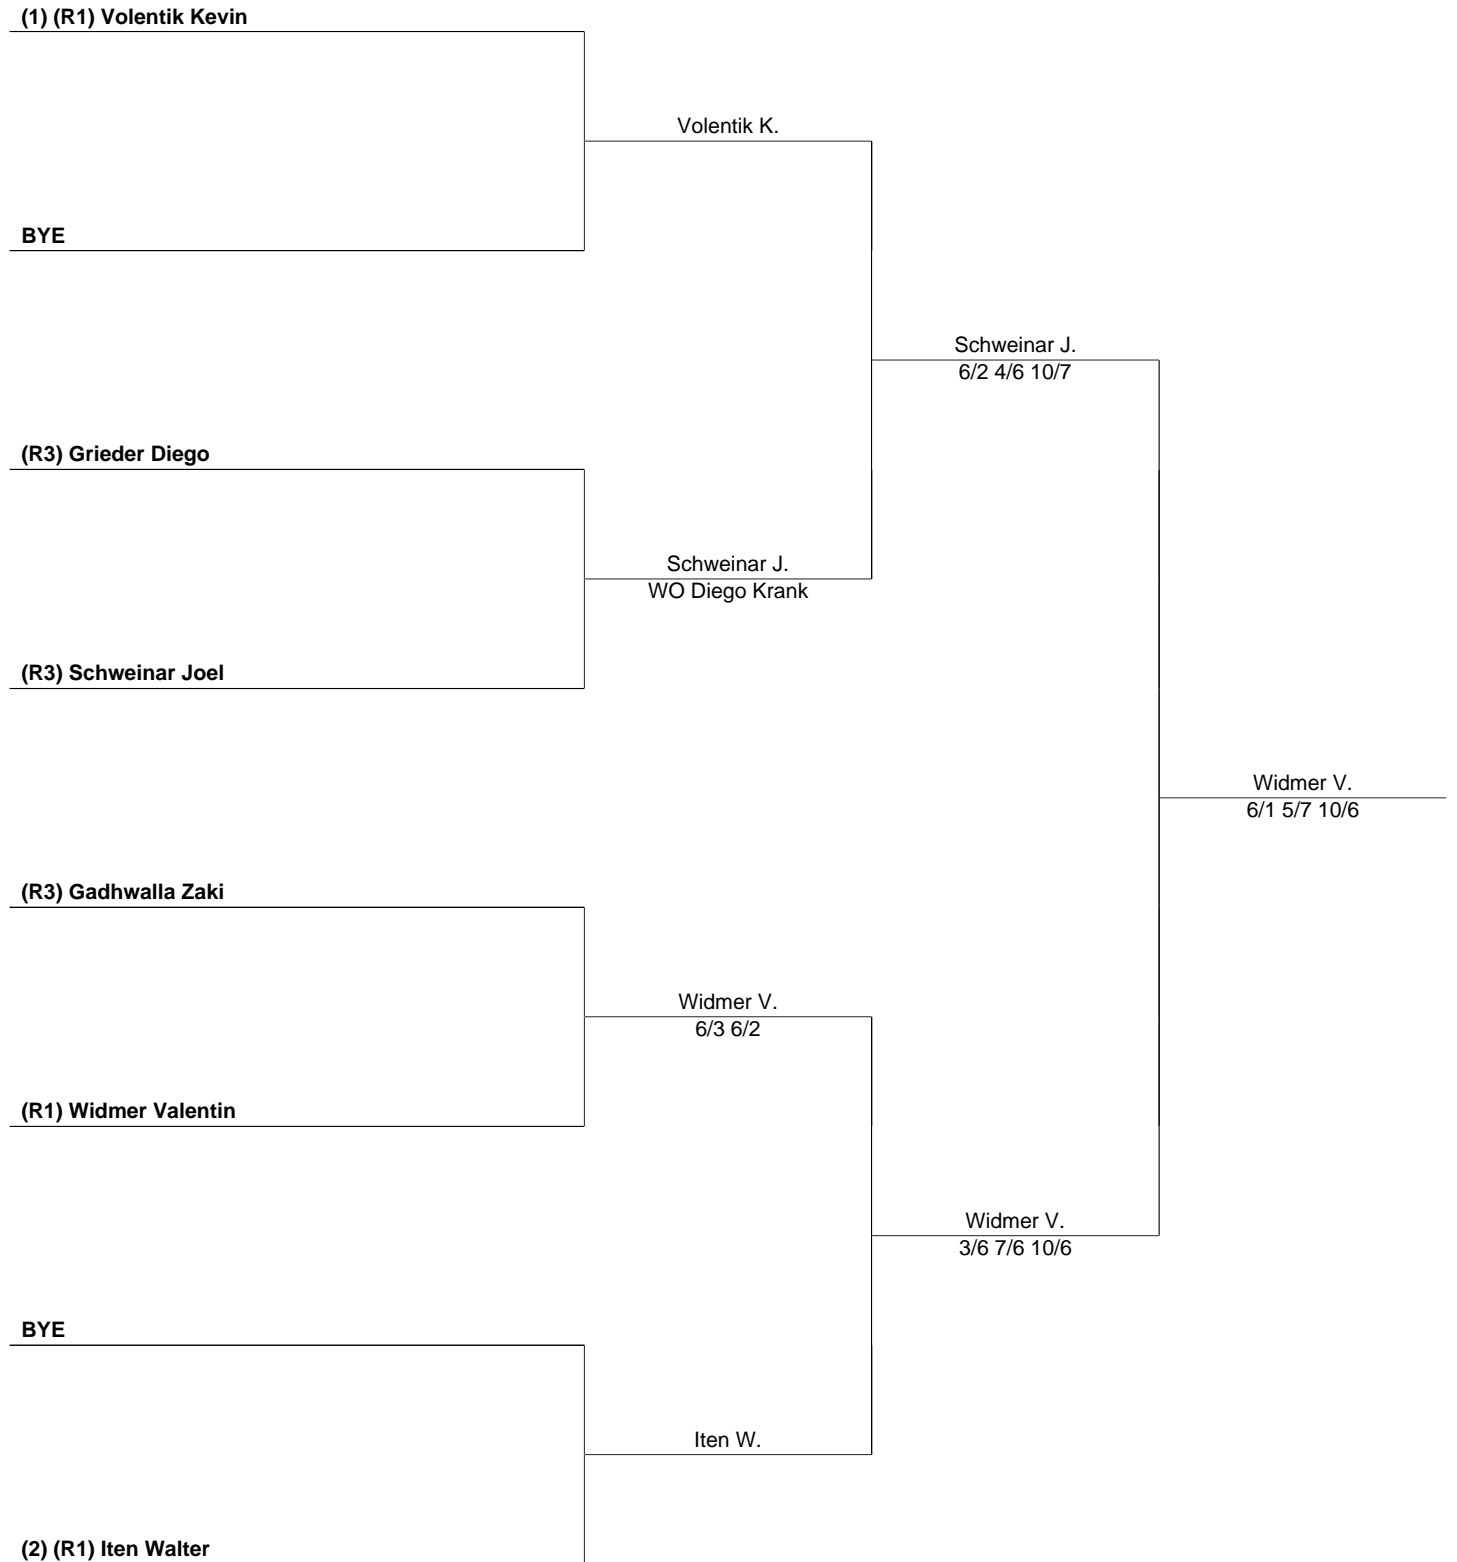 (1) (R1) Volentik Kevin
Volentik K.
BYE
Schweinar J.
6/2 4/6 10/7
(R3) Grieder Diego
Schweinar J.
WO Diego Krank
(R3) Schweinar Joel
Widmer V.
6/1 5/7 10/6
(R3) Gadhwalla Zaki
Widmer V.
6/3 6/2
(R1) Widmer Valentin
Widmer V.
3/6 7/6 10/6
BYE
Iten W.
(2) (R1) Iten Walter